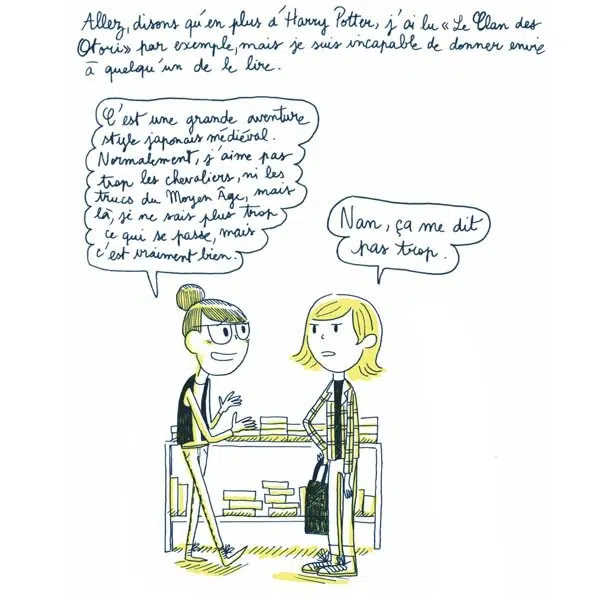 Allez, disons qu'en plus d'Harry Potter, j'ai lu « Le Clan des
Otori » par exemple, mais je suis incapable de donner envie
à quelqu'un de le lire.
C'est une grande aventure
style japonais médiéval.
Normalement, j'aime pas
trop les chevaliers, ni les
trucs du Moyen Âge, mais
là, je ne sais plus trop
ce qui se passe, mais
c'est vraiment bien.
Nan, ça me dit
pas trop.